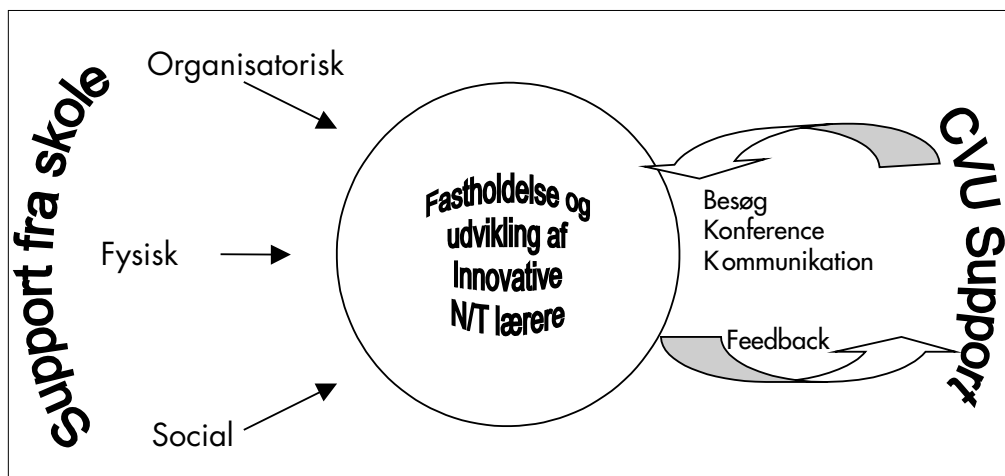 Support fra skole
Organisatorisk
Fysisk
Social
Fastholdelse og
udvikling af
Innovative
N/T lærere
Besøg
Konference
Kommunikation
Feedback
CVU Support